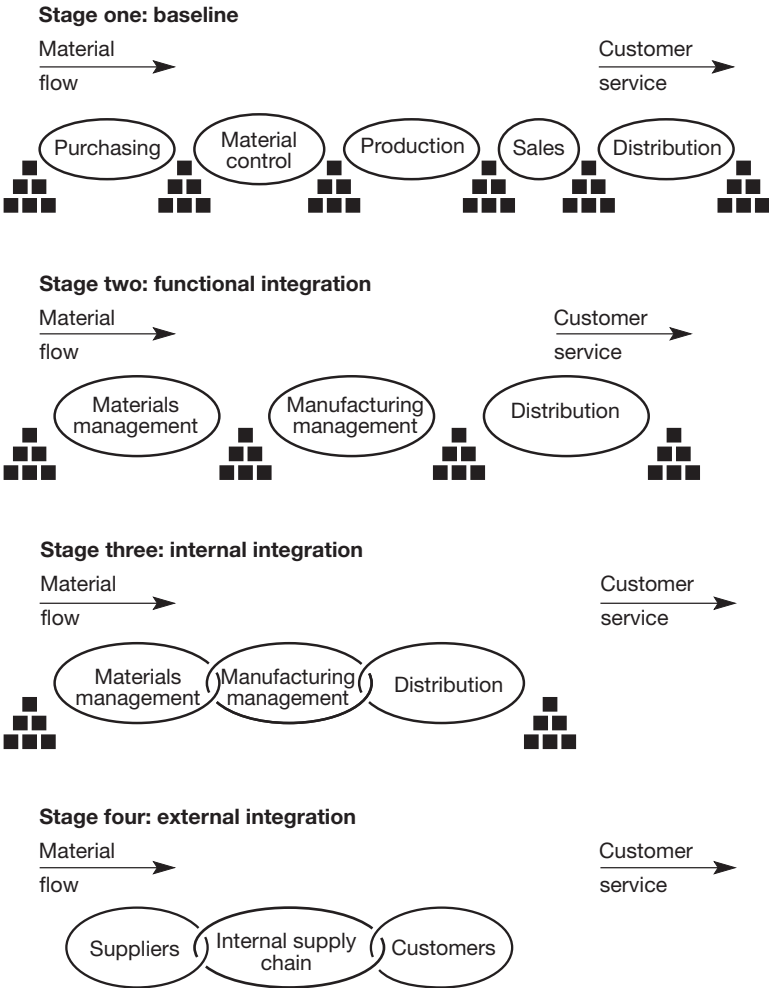 Stage one: baseline
Material
flow
Customer
service
Purchasing
Material
control
Production
Sales
Distribution
Stage two: functional integration
Material
flow
Customer
service
Materials
management
Manufacturing
management
Distribution
Stage three: internal integration
Material
flow
Customer
service
Materials
management
Manufacturing
management
Distribution
Stage four: external integration
Material
flow
Customer
service
Suppliers
Internal supply
chain
Customers